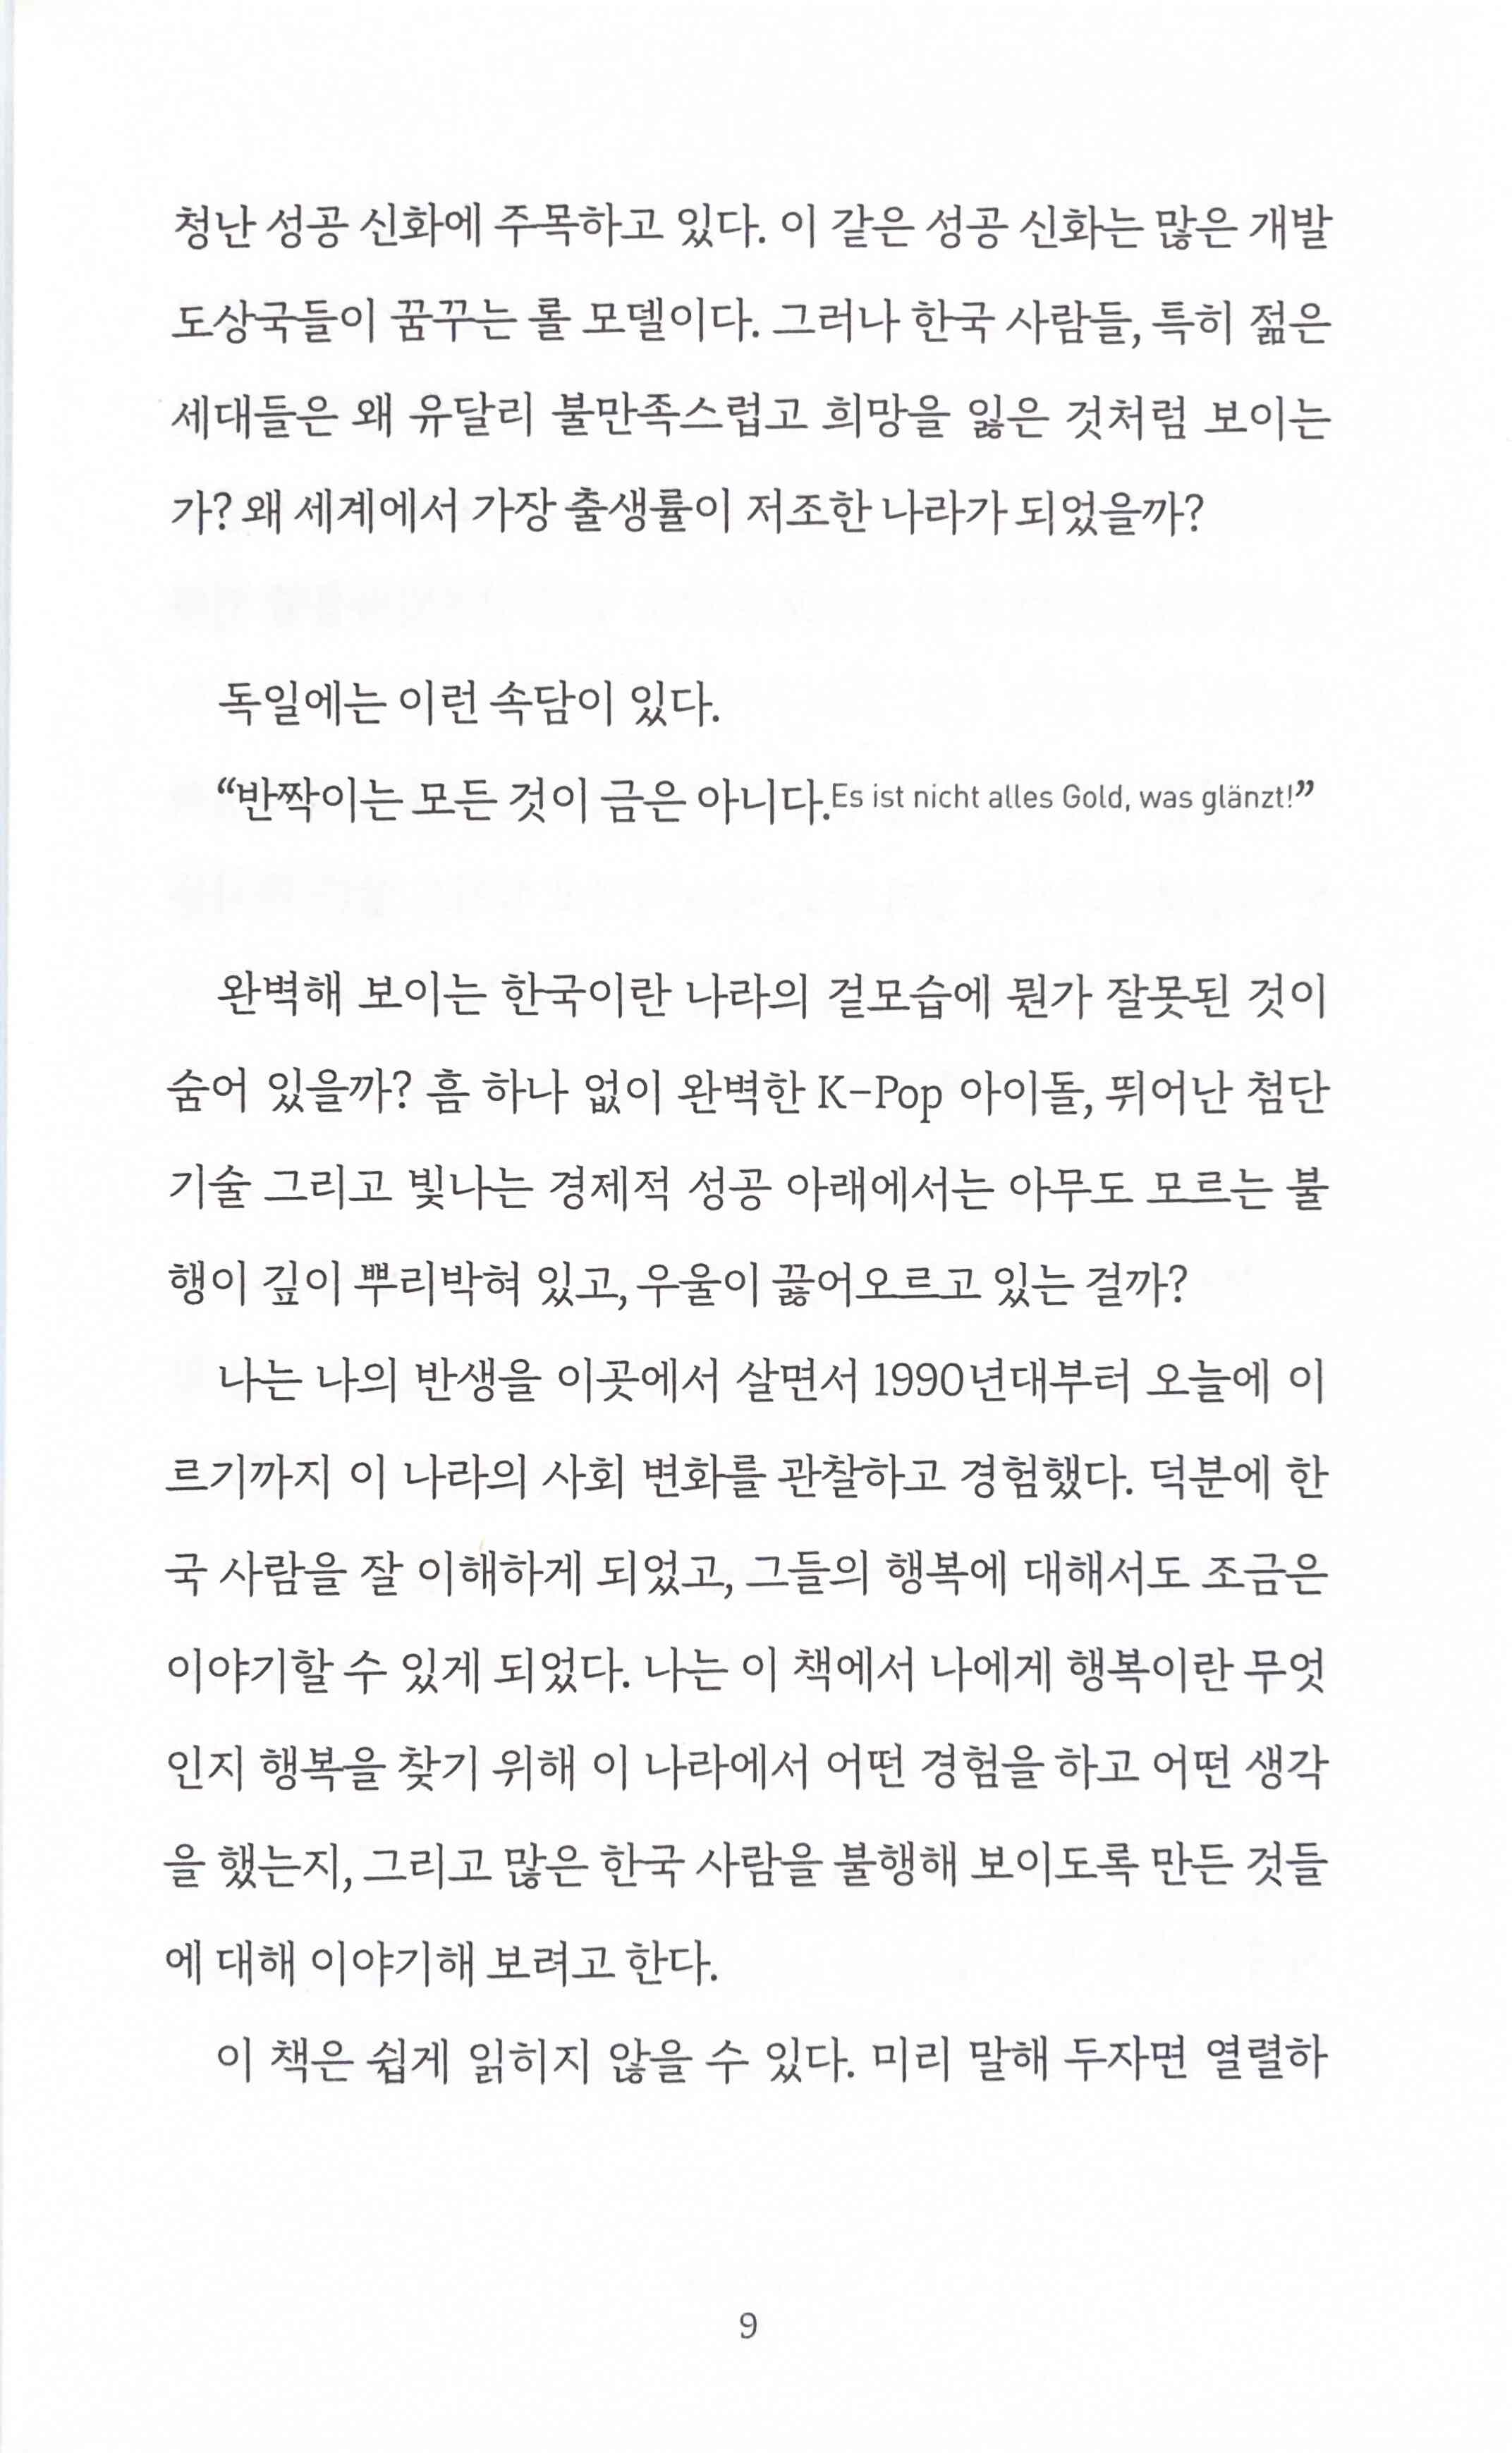 청난 성공 신화에 주목하고 있다. 이 같은 성공 신화는 많은 개발
도상국들이 꿈꾸는 롤 모델이다. 그러나 한국 사람들, 특히 젊은
세대들은 왜 유달리 불만족스럽고 희망을 잃은 것처럼 보이는
가? 왜 세계에서 가장 출생률이 저조한 나라가 되었을까?
독일에는 이런 속담이 있다.
“반짝이는 모든 것이 금은 아니다.Es ist nicht alles Gold, was glänzt!”
완벽해 보이는 한국이란 나라의 겉모습에 뭔가 잘못된 것이
숨어 있을까? 흠 하나 없이 완벽한 K-Pop 아이돌, 뛰어난 첨단
기술 그리고 빛나는 경제적 성공 아래에서는 아무도 모르는 불
행이 깊이 뿌리박혀 있고, 우울이 끓어오르고 있는 걸까?
나는 나의 반생을 이곳에서 살면서 1990년대부터 오늘에 이
르기까지 이 나라의 사회 변화를 관찰하고 경험했다. 덕분에 한
국 사람을 잘 이해하게 되었고, 그들의 행복에 대해서도 조금은
이야기할 수 있게 되었다. 나는 이 책에서 나에게 행복이란 무엇
인지 행복을 찾기 위해 이 나라에서 어떤 경험을 하고 어떤 생각
을 했는지, 그리고 많은 한국 사람을 불행해 보이도록 만든 것들
에 대해 이야기해 보려고 한다.
이 책은 쉽게 읽히지 않을 수 있다. 미리 말해 두자면 열렬하
9